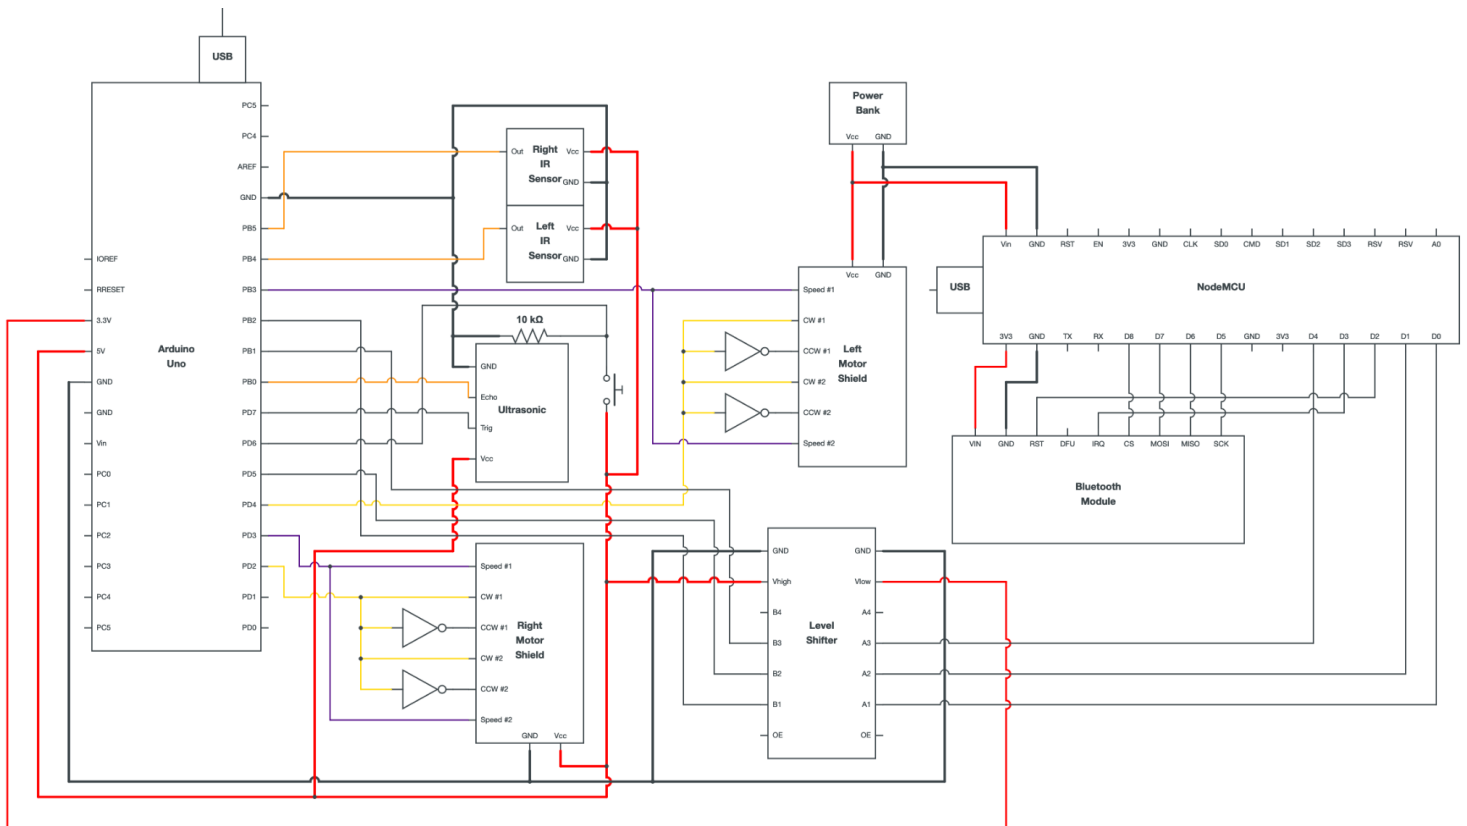 USB
Arduino
Uno
IOREF
RRESET
3.3V
5V
GND
GND
Vin
PC0
PC1
PC2
PC3
PC4
PC5
PC5
PC4
AREF
GND
PB5
PB4
PB3
PB2
PB1
PB0
PD7
PD6
PD5
PD4
PD3
PD2
PD1
PD0
Out
Right
IR
Sensor
Vcc
GND
Out
Left
IR
Sensor
Vcc
GND
10 kΩ
GND
Echo
Trig
Vcc
Ultrasonic
Speed #1
CW #1
CCW #1
CW #2
CCW #2
Speed #2
Right
Motor
Shield
GND
Vcc
Power
Bank
Vcc
GND
Vcc
GND
Speed #1
CW #1
CCW #1
CW #2
CCW #2
Speed #2
Left
Motor
Shield
GND
Vhigh
B4
B3
B2
B1
OE
Level
Shifter
GND
Vlow
A4
A3
A2
A1
OE
Vin
GND
RST
EN
3V3
GND
CLK
SD0
CMD
SD1
SD2
SD3
RSV
RSV
A0
USB
NodeMCU
3V3
GND
TX
RX
D8
D7
D6
D5
GND
3V3
D4
D3
D2
D1
D0
VIN
GND
RST
DFU
IRQ
CS
MOSI
MISO
SCK
Bluetooth
Module